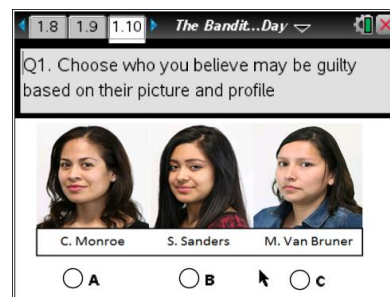 1.8 1.9 1.10 The Bandit...Day
Q1. Choose who you believe may be guilty
based on their picture and profile
C. Monroe S. Sanders M. Van Bruner
A B C